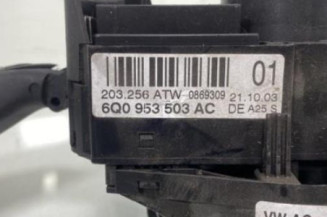 01
203.256 ATW 0869309 21.10.03
6Q0 953 503 AC DE A25 S